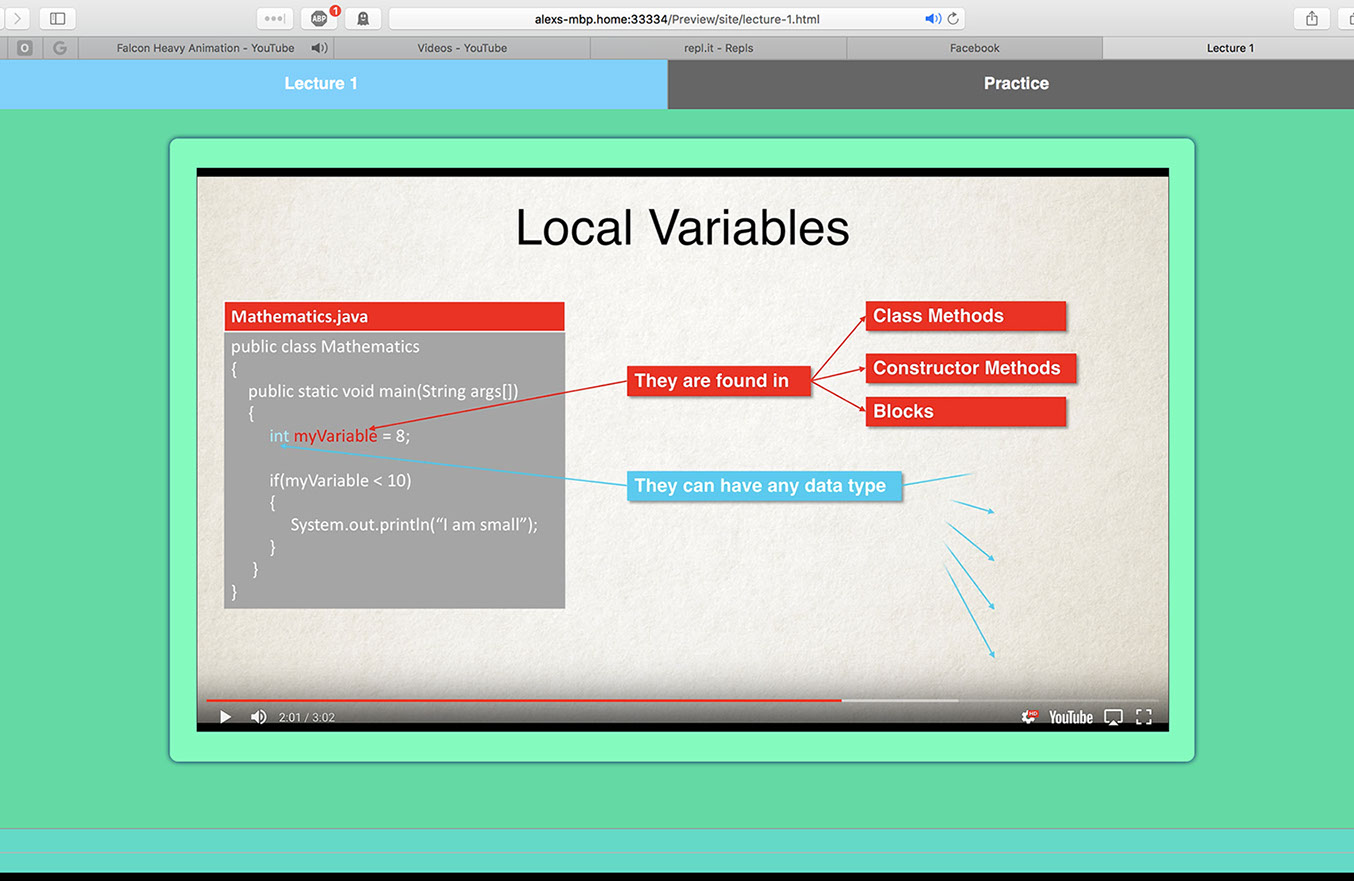 ABP
1
alexs-mbp.home:33334/Preview/site/lecture-1.html
O
G
Falcon Heavy Animation - YouTube
Videos - YouTube
repl.it - Repls
Facebook
Lecture 1
Lecture 1
Practice
Local Variables
Mathematics.java
public class Mathematics
{
public static void main(String args[])
{
int myVariable = 8;
if(myVariable < 10)
{
System.out.println(“I am small”);
}
}
}
They are found in
Class Methods
Constructor Methods
Blocks
They can have any data type
2.01 / 3:02
HD
YouTube